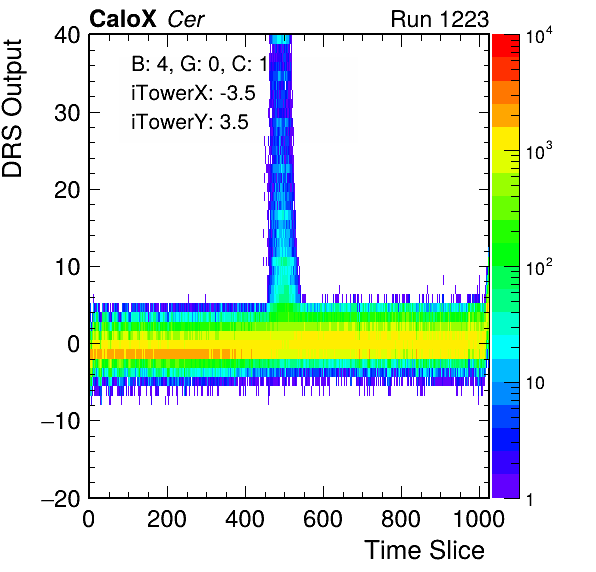 CaloX Cer Run 1223
DRS Output
B: 4, G: 0, C: 1
iTowerX: -3.5
iTowerY: 3.5
40
30
20
10
0
−10
−20
0 200 400 600 800 1000
Time Slice
10^4
10^3
10^2
10
1